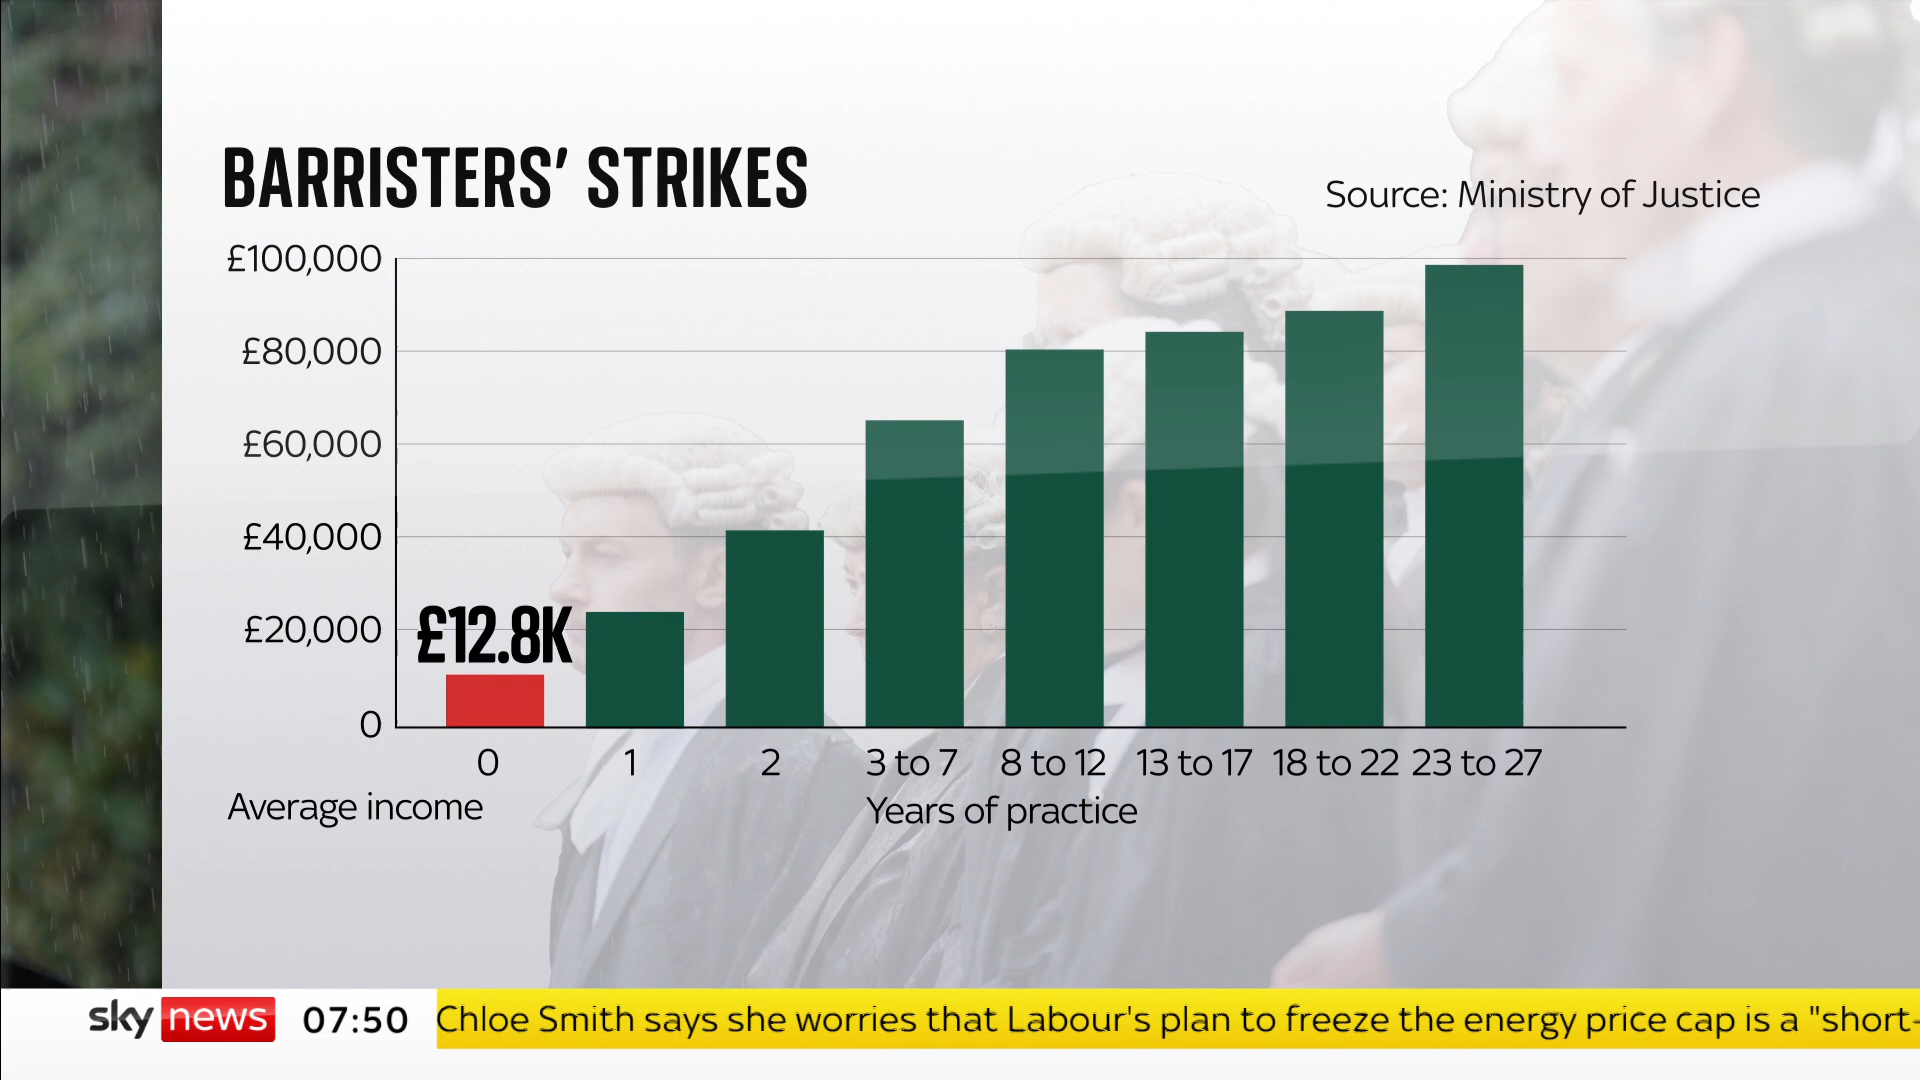 BARRISTERS’ STRIKES
Source: Ministry of Justice
£100,000
£80,000
£60,000
£40,000
£20,000
0
£12.8K
0 1 2 3 to 7 8 to 12 13 to 17 18 to 22 23 to 27
Average income
Years of practice
sky news 07:50 Chloe Smith says she worries that Labour's plan to freeze the energy price cap is a "short-